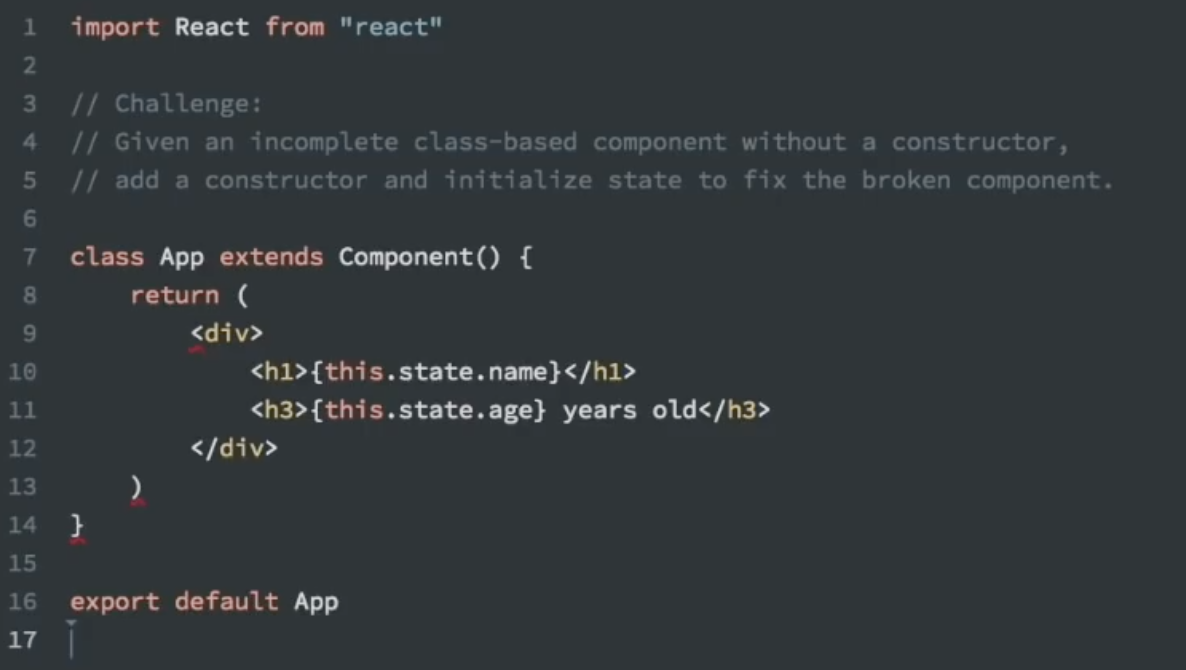 1 import React from "react"
2
3 // Challenge:
4 // Given an incomplete class-based component without a constructor,
5 // add a constructor and initialize state to fix the broken component.
6
7 class App extends Component() {
8     return (
9         <div>
10             <h1>{this.state.name}</h1>
11             <h3>{this.state.age} years old</h3>
12         </div>
13     )
14 }
15
16 export default App
17